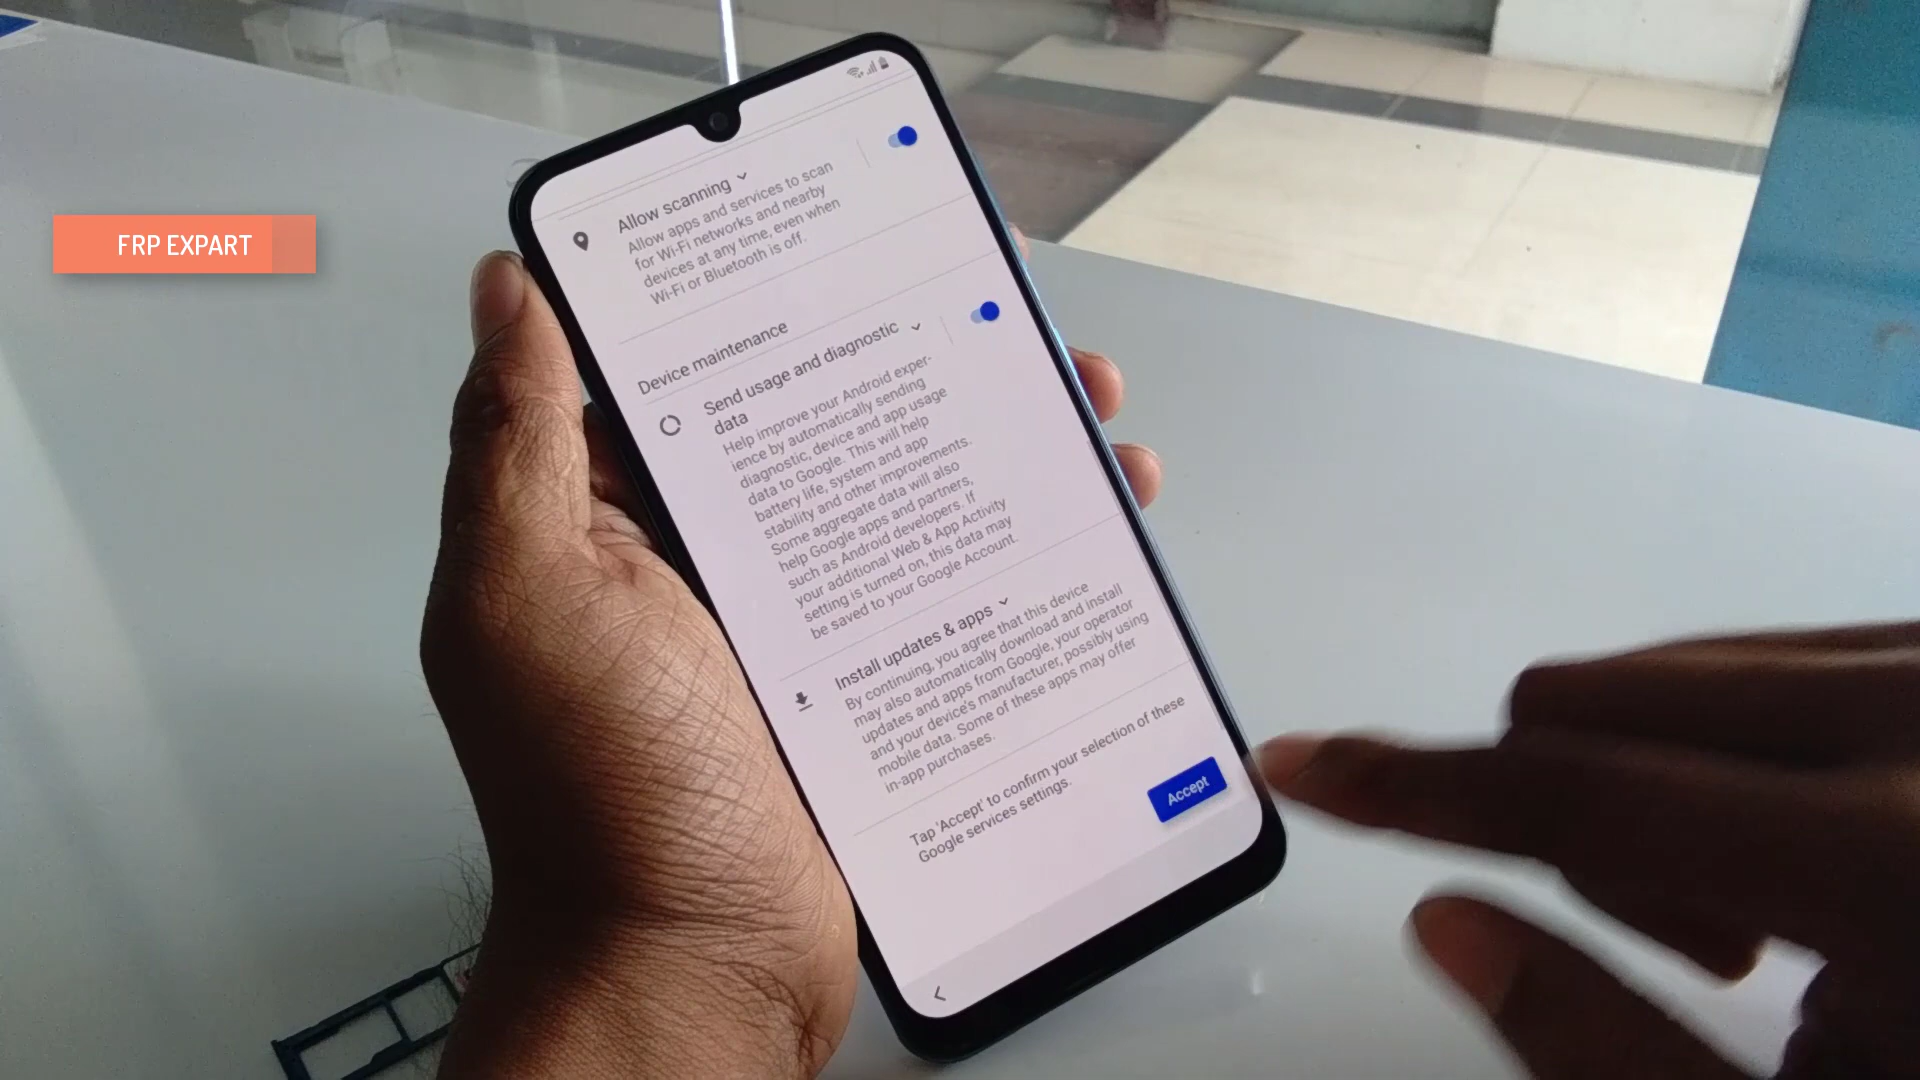 FRP EXPART
Allow scanning
Allow apps and services to scan
for Wi-Fi networks and nearby
devices at any time, even when
Wi-Fi or Bluetooth is off.
Device maintenance
Send usage and diagnostic
data
Help improve your Android exper-
ience by automatically sending
diagnostic, device and app usage
data to Google. This will help
battery life, system and app
stability and other improvements.
Some aggregate data will also
help Google apps and partners,
such as Android developers. If
your additional Web & App Activity
setting is turned on, this data may
be saved to your Google Account.
Install updates & apps
By continuing, you agree that this device
may also automatically download and install
updates and apps from Google, your operator
and your device's manufacturer, possibly using
mobile data. Some of these apps may offer
in-app purchases.
Tap 'Accept' to confirm your selection of these
Google services settings.
Accept